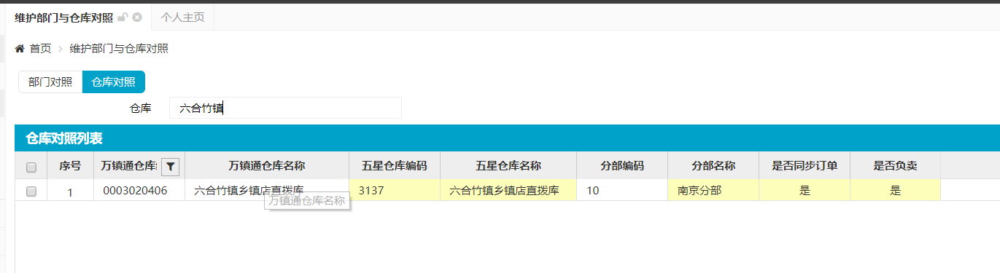 维护部门与仓库对照 个人主页
首页 > 维护部门与仓库对照
部门对照 仓库对照
仓库 六合竹镇
仓库对照列表
序号 万镇通仓库 万镇通仓库名称 五星仓库编码 五星仓库名称 分部编码 分部名称 是否同步订单 是否负卖
1 0003020406 六合竹镇乡镇店直拨库 3137 六合竹镇乡镇店直拨库 10 南京分部 是 是
万镇通仓库名称